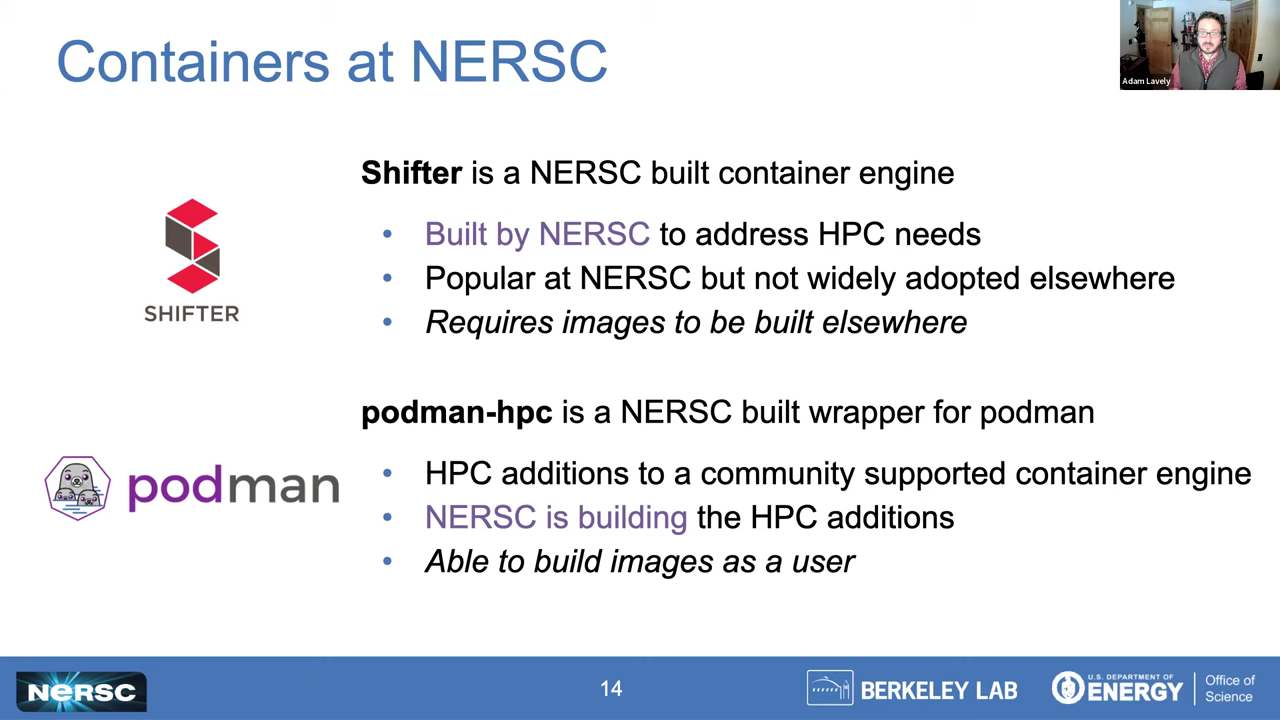 Containers at NERSC
Adam Lavely
Shifter is a NERSC built container engine
• Built by NERSC to address HPC needs
• Popular at NERSC but not widely adopted elsewhere
• Requires images to be built elsewhere
SHIFTER
podman-hpc is a NERSC built wrapper for podman
• HPC additions to a community supported container engine
• NERSC is building the HPC additions
• Able to build images as a user
podman
NERSC
14
BERKELEY LAB
U.S. DEPARTMENT OF
ENERGY
Office of
Science